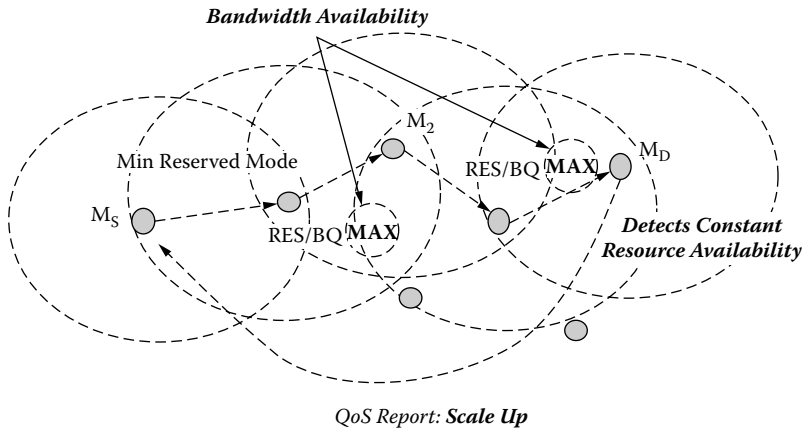 Bandwidth Availability
M2
Min Reserved Mode
RES/BQ MAX
MD
MS
RES/BQ MAX
Detects Constant
Resource Availability
QoS Report: Scale Up